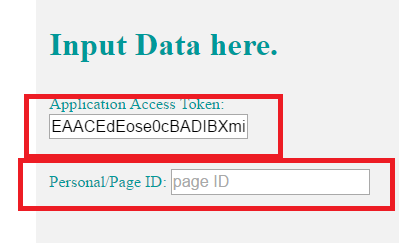 Input Data here.
Application Access Token:
EAACEdEose0cBADIBXmi
Personal/Page ID: page ID